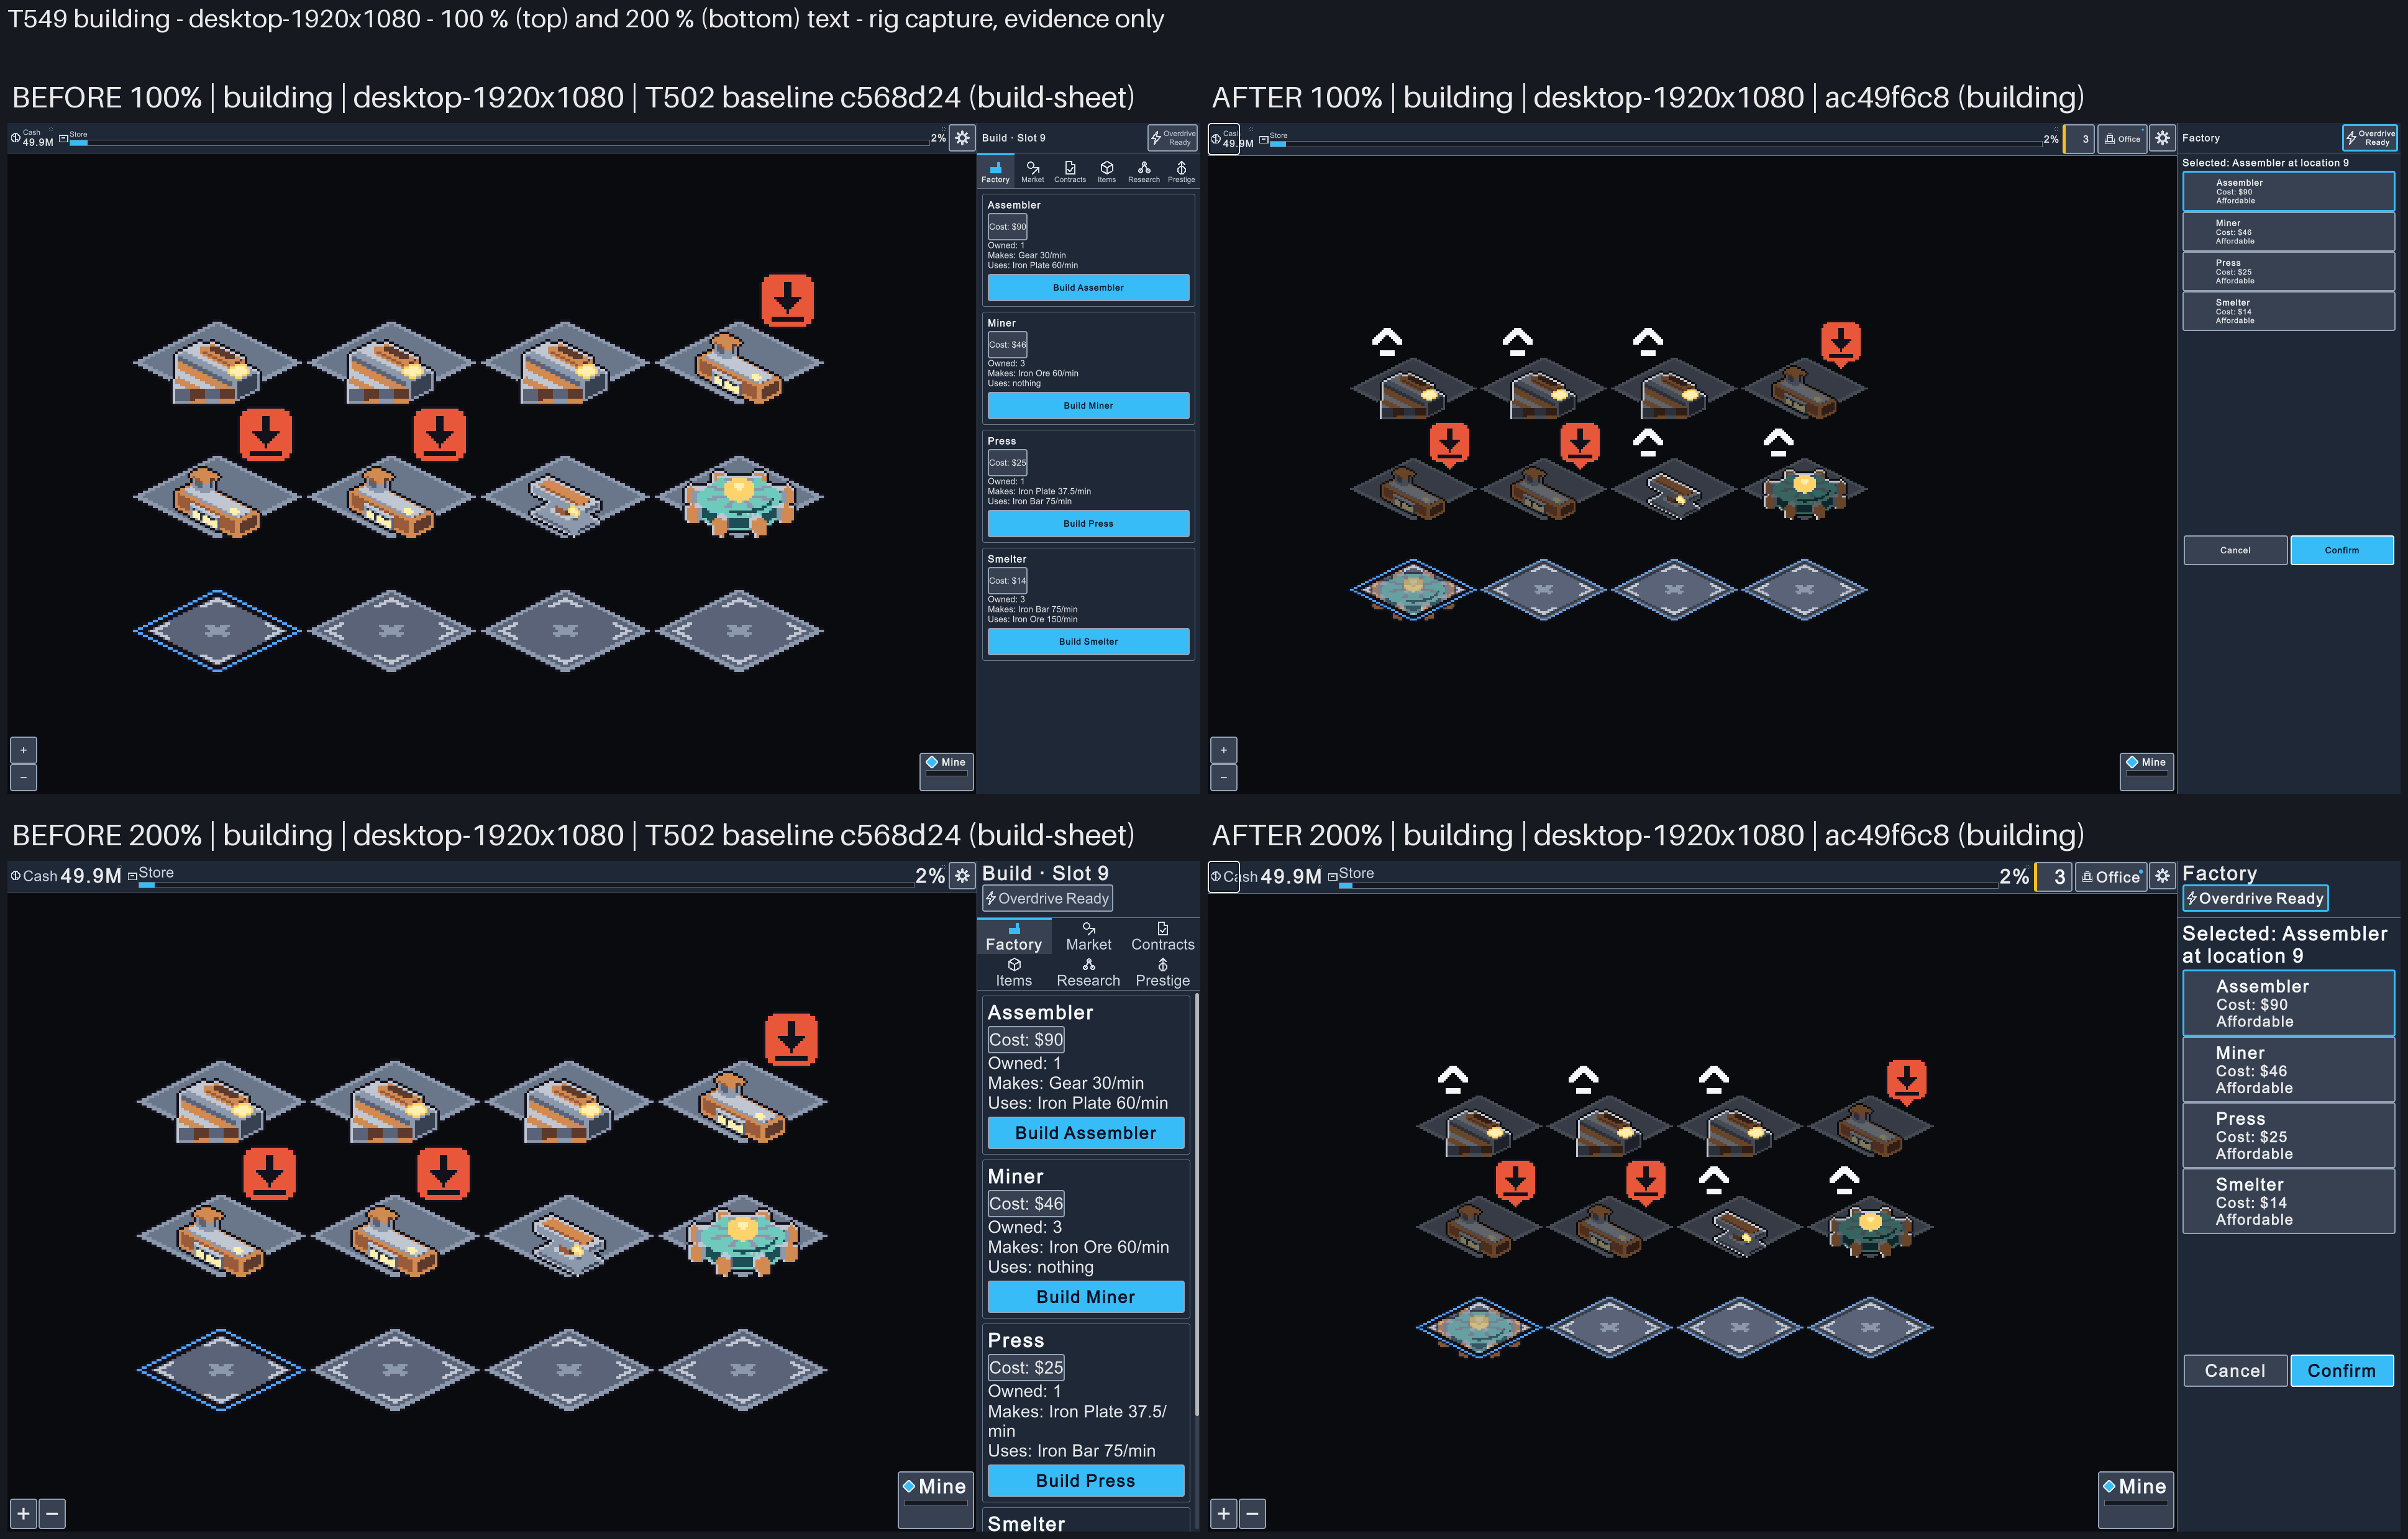 T549 building - desktop-1920x1080 - 100 % (top) and 200 % (bottom) text - rig capture, evidence only
BEFORE 100% | building | desktop-1920x1080 | T502 baseline c568d24 (build-sheet)
Cash
49.9M
Store
2%
Build · Slot 9
Overdrive
Ready
Factory
Market
Contracts
Items
Research
Prestige
Assembler
Cost: $90
Owned: 1
Makes: Gear 30/min
Uses: Iron Plate 60/min
Build Assembler
Miner
Cost: $46
Owned: 3
Makes: Iron Ore 60/min
Uses: nothing
Build Miner
Press
Cost: $25
Owned: 1
Makes: Iron Plate 37.5/min
Uses: Iron Bar 75/min
Build Press
Smelter
Cost: $14
Owned: 3
Makes: Iron Bar 75/min
Uses: Iron Ore 150/min
Build Smelter
+
−
Mine
AFTER 100% | building | desktop-1920x1080 | ac49f6c8 (building)
Cash
49.9M
Store
2%
3
Office
Factory
Overdrive
Ready
Selected: Assembler at location 9
Assembler
Cost: $90
Affordable
Miner
Cost: $46
Affordable
Press
Cost: $25
Affordable
Smelter
Cost: $14
Affordable
Cancel
Confirm
+
−
Mine
BEFORE 200% | building | desktop-1920x1080 | T502 baseline c568d24 (build-sheet)
Cash 49.9M
Store
2%
Build · Slot 9
Overdrive Ready
Factory
Market
Contracts
Items
Research
Prestige
Assembler
Cost: $90
Owned: 1
Makes: Gear 30/min
Uses: Iron Plate 60/min
Build Assembler
Miner
Cost: $46
Owned: 3
Makes: Iron Ore 60/min
Uses: nothing
Build Miner
Press
Cost: $25
Owned: 1
Makes: Iron Plate 37.5/
min
Uses: Iron Bar 75/min
Build Press
Smelter
+
−
Mine
AFTER 200% | building | desktop-1920x1080 | ac49f6c8 (building)
Cash 49.9M
Store
2%
3
Office
Factory
Overdrive Ready
Selected: Assembler
at location 9
Assembler
Cost: $90
Affordable
Miner
Cost: $46
Affordable
Press
Cost: $25
Affordable
Smelter
Cost: $14
Affordable
Cancel
Confirm
+
−
Mine